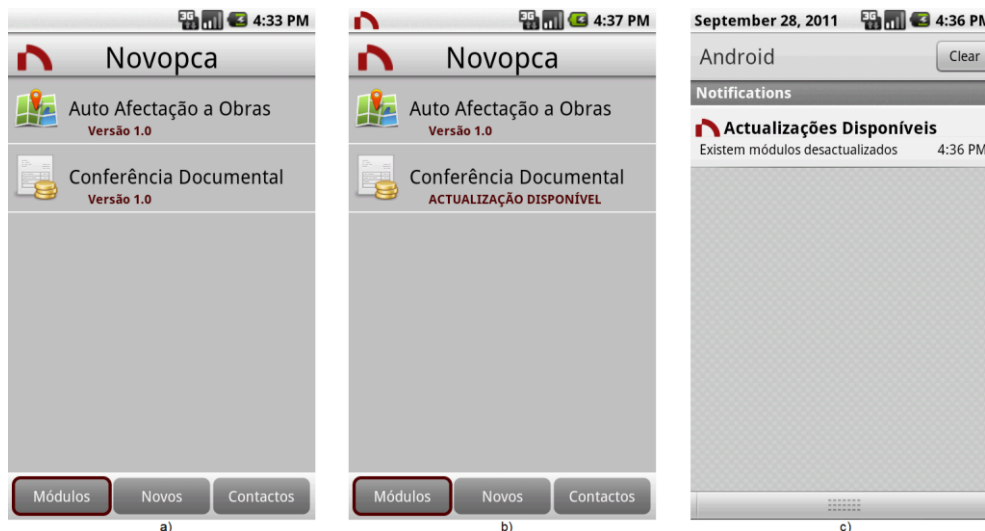 4:33 PM
Novopca
Auto Afectação a Obras
Versão 1.0
Conferência Documental
Versão 1.0
Módulos
Novos
Contactos
a)
4:37 PM
Novopca
Auto Afectação a Obras
Versão 1.0
Conferência Documental
ACTUALIZAÇÃO DISPONÍVEL
Módulos
Novos
Contactos
b)
September 28, 2011 3G 4:36 PM
Android Clear
Notifications
Actualizações Disponíveis
Existem módulos desactualizados 4:36 PM
c)